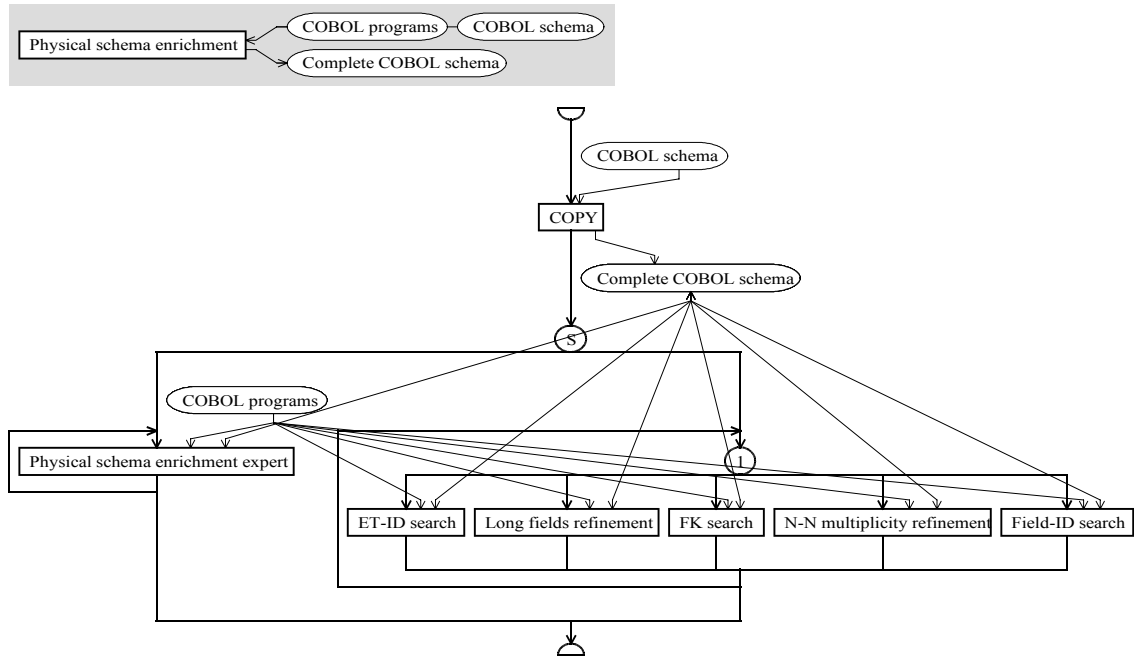 COBOL programs
COBOL schema
Physical schema enrichment
Complete COBOL schema
COBOL schema
COPY
Complete COBOL schema
S
COBOL programs
Physical schema enrichment expert
1
ET-ID search
Long fields refinement
FK search
N-N multiplicity refinement
Field-ID search